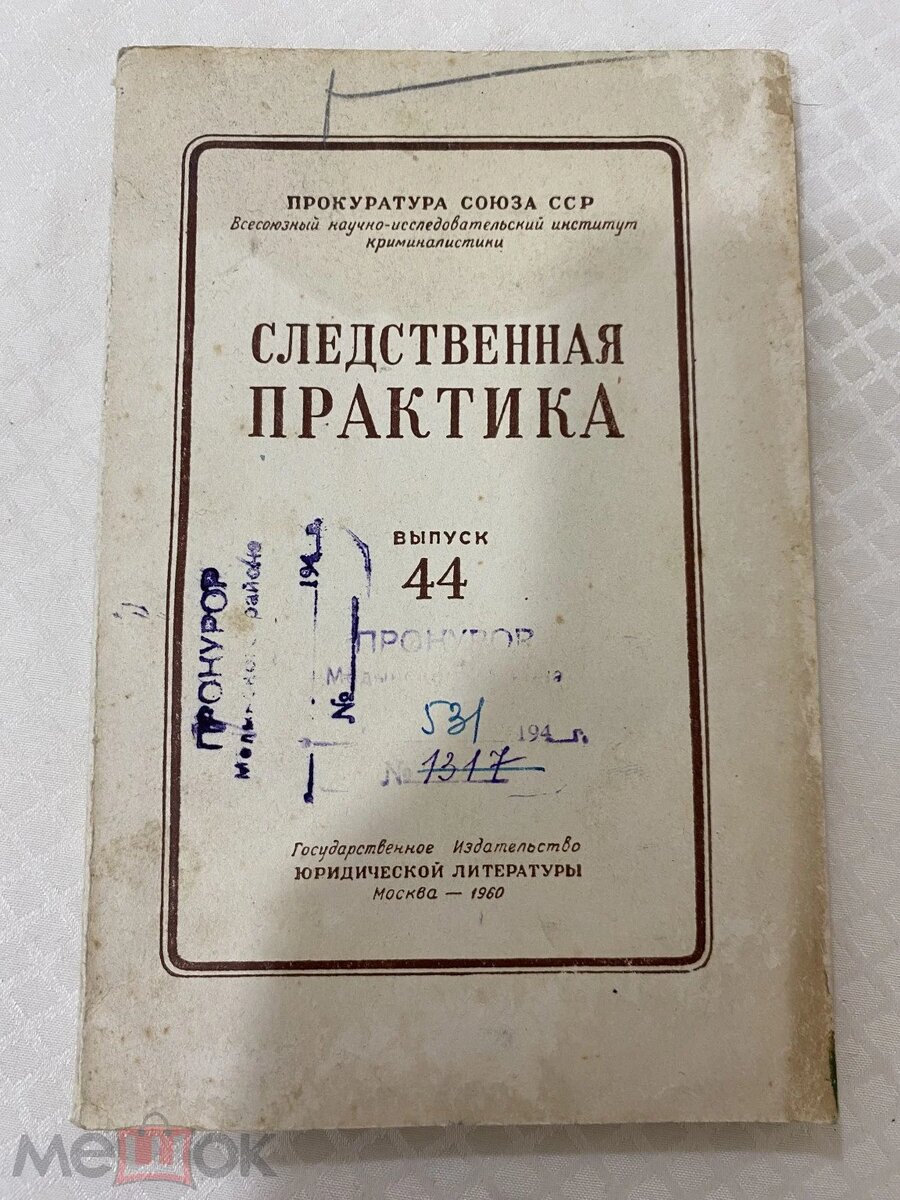 ПРОКУРАТУРА СОЮЗА ССР
Всесоюзный научно-исследовательский институт
криминалистики
СЛЕДСТВЕННАЯ
ПРАКТИКА
ВЫПУСК
44
ПРОКУРОР
района
194 г.
№
ПРОКУРОР
531
194 г.
№ 1317
Государственное Издательство
ЮРИДИЧЕСКОЙ ЛИТЕРАТУРЫ
Москва — 1960
мешок